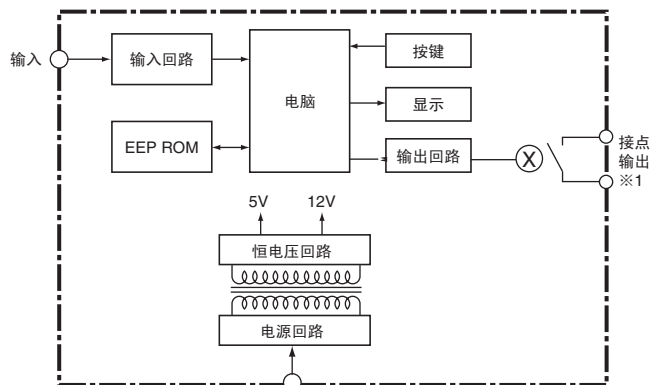 输入
输入回路
电脑
按键
显示
EEP ROM
输出回路
X
接点
输出
※1
5V
12V
恒电压回路
电源回路